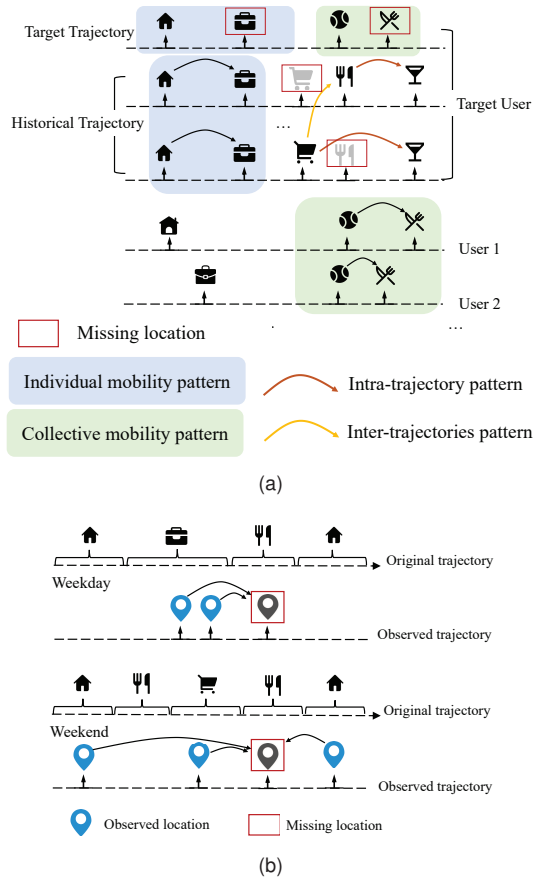 Target Trajectory
Historical Trajectory
...
Target User
User 1
User 2
...
Missing location
Individual mobility pattern
Intra-trajectory pattern
Collective mobility pattern
Inter-trajectories pattern
(a)
Original trajectory
Weekday
Observed trajectory
Original trajectory
Weekend
Observed trajectory
Observed location
Missing location
(b)